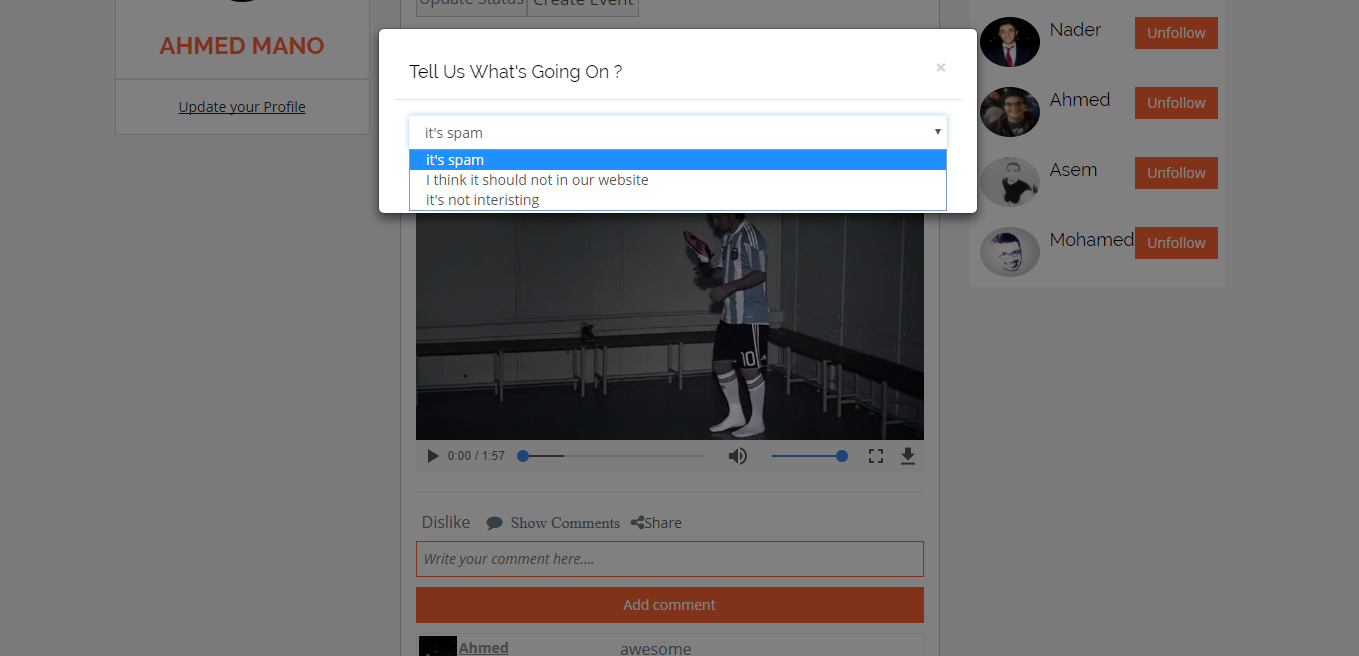 Update Status Create Event
AHMED MANO
Update your Profile
Tell Us What's Going On ?
×
it's spam
it's spam
I think it should not in our website
it's not interisting
10
0:00 / 1:57
Dislike Show Comments Share
Write your comment here....
Add comment
Ahmed awesome
Nader Unfollow
Ahmed Unfollow
Asem Unfollow
Mohamed Unfollow